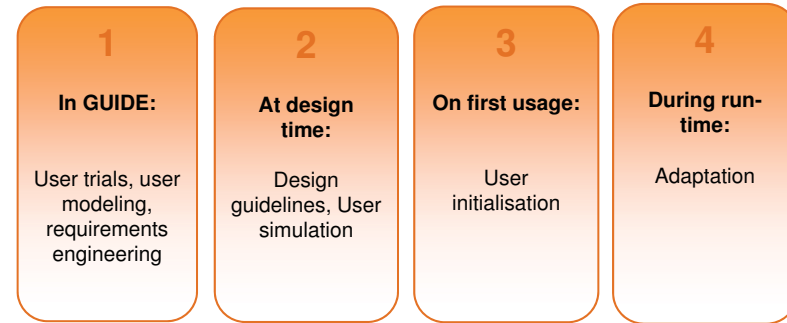 1
In GUIDE:
User trials, user
modeling,
requirements
engineering
2
At design
time:
Design
guidelines, User
simulation
3
On first usage:
User
initialisation
4
During run-
time:
Adaptation